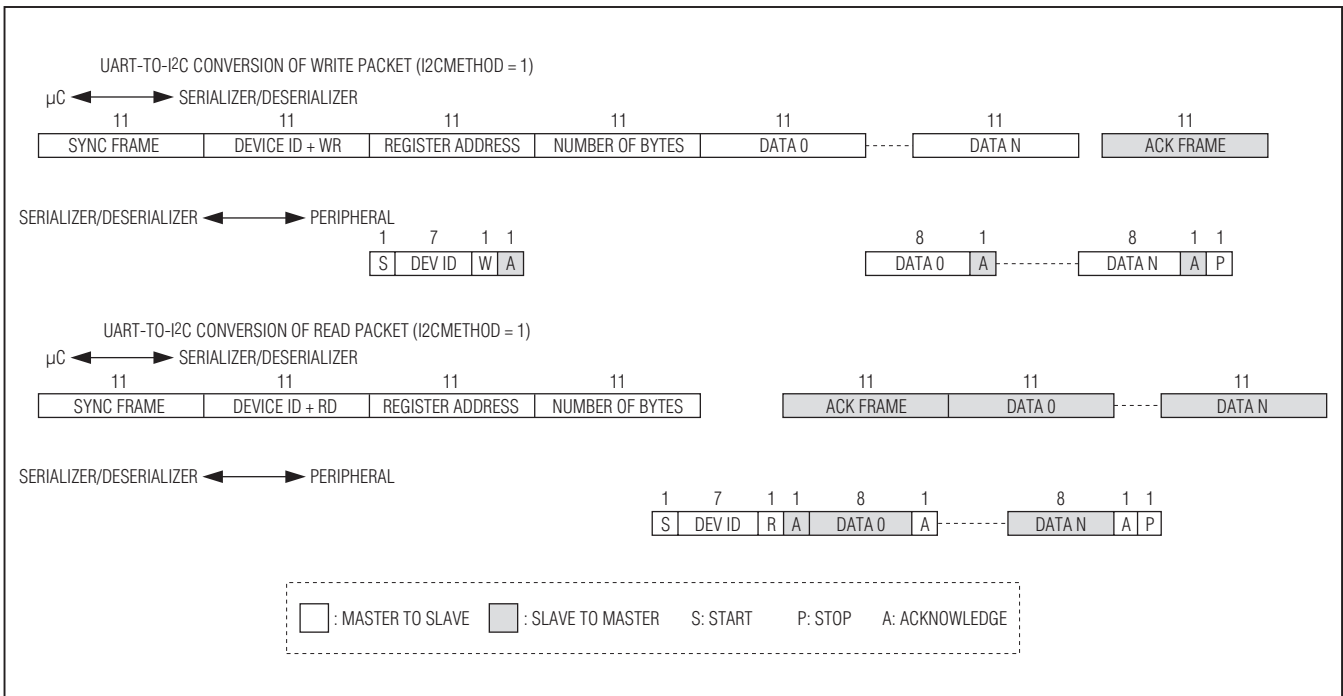 UART-TO-I2C CONVERSION OF WRITE PACKET (I2CMETHOD = 1)
µC SERIALIZER/DESERIALIZER
11 11 11 11 11 11 11
SYNC FRAME DEVICE ID + WR REGISTER ADDRESS NUMBER OF BYTES DATA 0 DATA N ACK FRAME
SERIALIZER/DESERIALIZER PERIPHERAL
1 7 1 1 8 1 8 1 1
S DEV ID W A DATA 0 A DATA N A P
UART-TO-I2C CONVERSION OF READ PACKET (I2CMETHOD = 1)
µC SERIALIZER/DESERIALIZER
11 11 11 11 11 11 11
SYNC FRAME DEVICE ID + RD REGISTER ADDRESS NUMBER OF BYTES ACK FRAME DATA 0 DATA N
SERIALIZER/DESERIALIZER PERIPHERAL
1 7 1 1 8 1 8 1 1
S DEV ID R A DATA 0 A DATA N A P
: MASTER TO SLAVE : SLAVE TO MASTER S: START P: STOP A: ACKNOWLEDGE